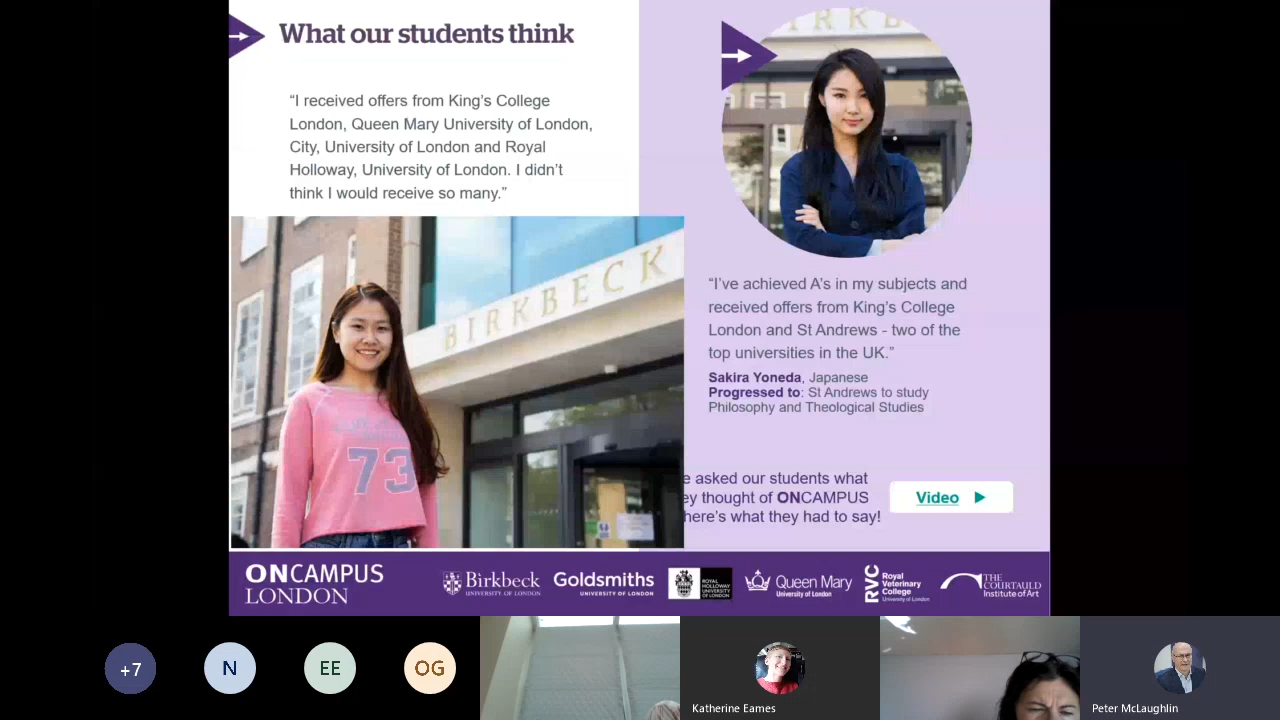 What our students think
“I received offers from King’s College
London, Queen Mary University of London,
City, University of London and Royal
Holloway, University of London. I didn’t
think I would receive so many.”
BIRKBECK
73
“I’ve achieved A’s in my subjects and
received offers from King’s College
London and St Andrews - two of the
top universities in the UK.”
Sakira Yoneda, Japanese
Progressed to: St Andrews to study
Philosophy and Theological Studies
e asked our students what
ey thought of ONCAMPUS
here’s what they had to say!
Video
ONCAMPUS
LONDON
Birkbeck
UNIVERSITY OF LONDON
Goldsmiths
UNIVERSITY OF LONDON
ROYAL
HOLLOWAY
UNIVERSITY
OF LONDON
Queen Mary
University of London
RVC
Royal
Veterinary
College
University of London
THE
COURTAULD
Institute of Art
+7
N
EE
OG
Katherine Eames
Peter McLaughlin